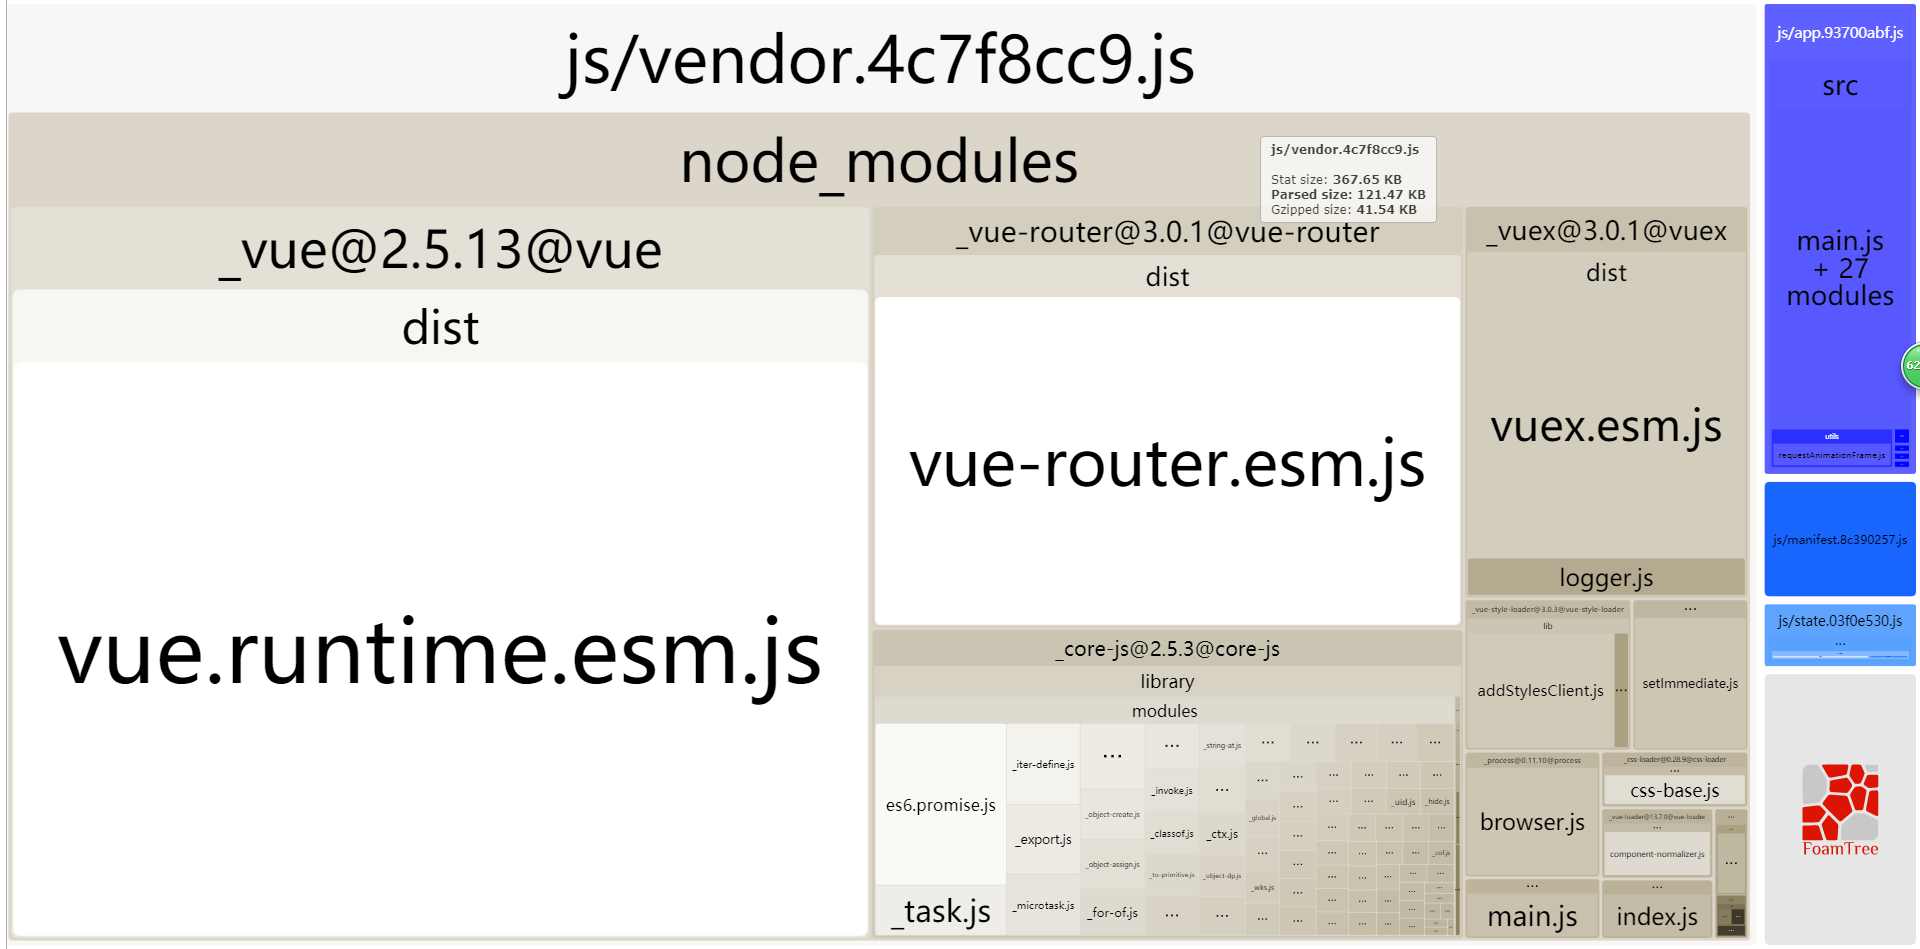 js/vendor.4c7f8cc9.js
node_modules
js/vendor.4c7f8cc9.js
Stat size: 367.65 KB
Parsed size: 121.47 KB
Gzipped size: 41.54 KB
_vue@2.5.13@vue
dist
vue.runtime.esm.js
_vue-router@3.0.1@vue-router
dist
vue-router.esm.js
_vuex@3.0.1@vuex
dist
vuex.esm.js
logger.js
_core-js@2.5.3@core-js
library
modules
es6.promise.js
_task.js
_iter-define.js
_export.js
_microtask.js
...
_object-create.js
_object-assign.js
_for-of.js
...
_invoke.js
_classof.js
_to-primitive.js
...
_string-at.js
...
_ctx.js
_object-dp.js
...
...
...
_global.js
...
_wks.js
...
_uid.js
_hide.js
_cof.js
_vue-style-loader@3.0.3@vue-style-loader
lib
addStylesClient.js
...
...
setImmediate.js
_process@0.11.10@process
browser.js
_css-loader@0.28.9@css-loader
...
css-base.js
_vue-loader@13.7.0@vue-loader
...
component-normalizer.js
...
main.js
...
index.js
js/app.93700abf.js
src
main.js
+ 27
modules
utils
requestAnimationFrame.js
62
js/manifest.8c390257.js
js/state.03f0e530.js
...
FoamTree